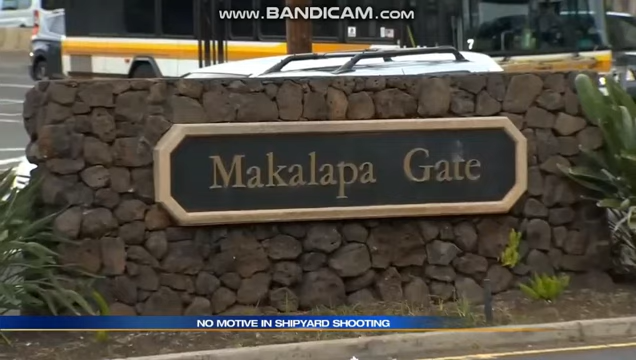 www.BANDICAM.com
Makalapa Gate
NO MOTIVE IN SHIPYARD SHOOTING